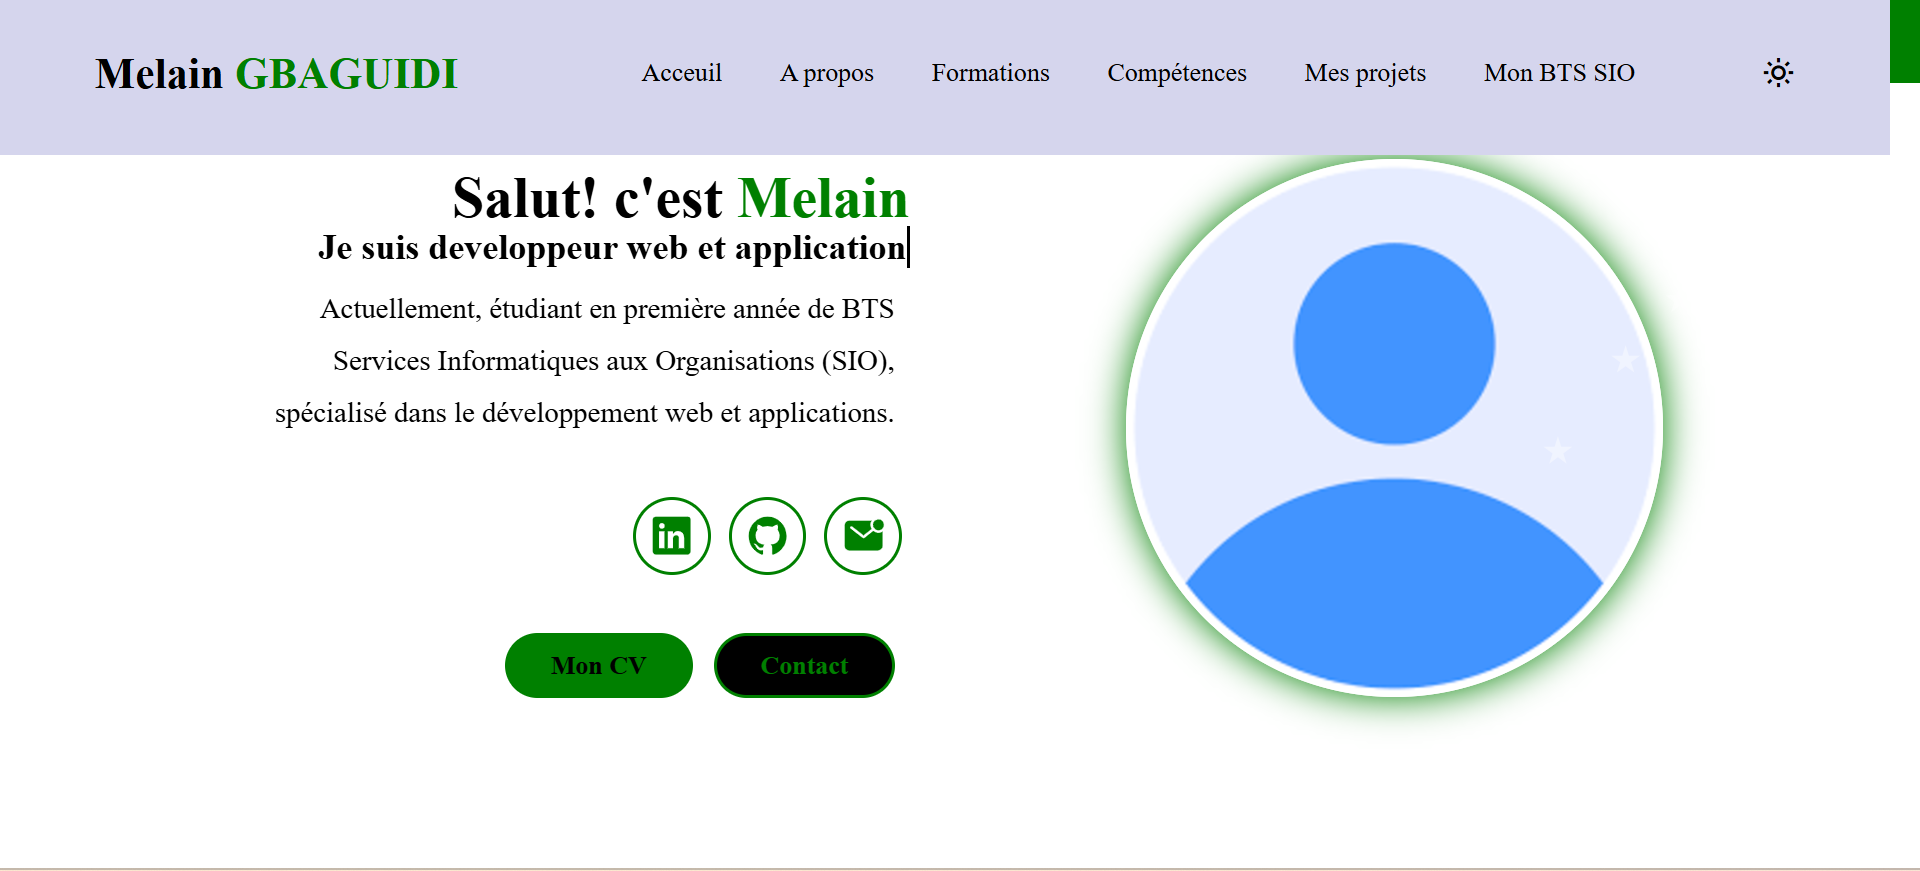 Melain GBAGUIDI
Acceuil
A propos
Formations
Compétences
Mes projets
Mon BTS SIO
Salut! c'est Melain
Je suis developpeur web et application
Actuellement, étudiant en première année de BTS
Services Informatiques aux Organisations (SIO),
spécialisé dans le développement web et applications.
in
Mon CV
Contact